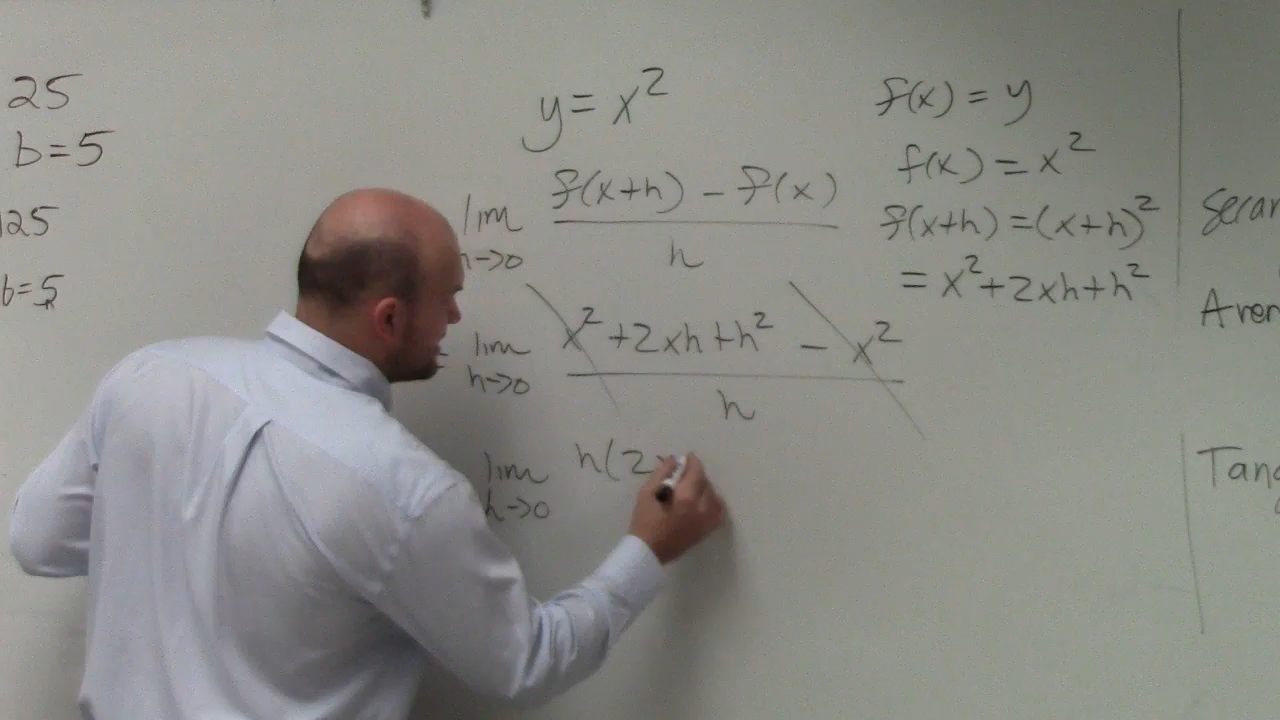 25
b=5
125
b=5
y=x²
lim f(x+h) - f(x)
h→0 h
lim x²+2xh+h² - x²
h→0 h
lim h(2x
h→0
f(x) = y
f(x) = x²
f(x+h) = (x+h)²
= x²+2xh+h²
Secan
Aver
Tang